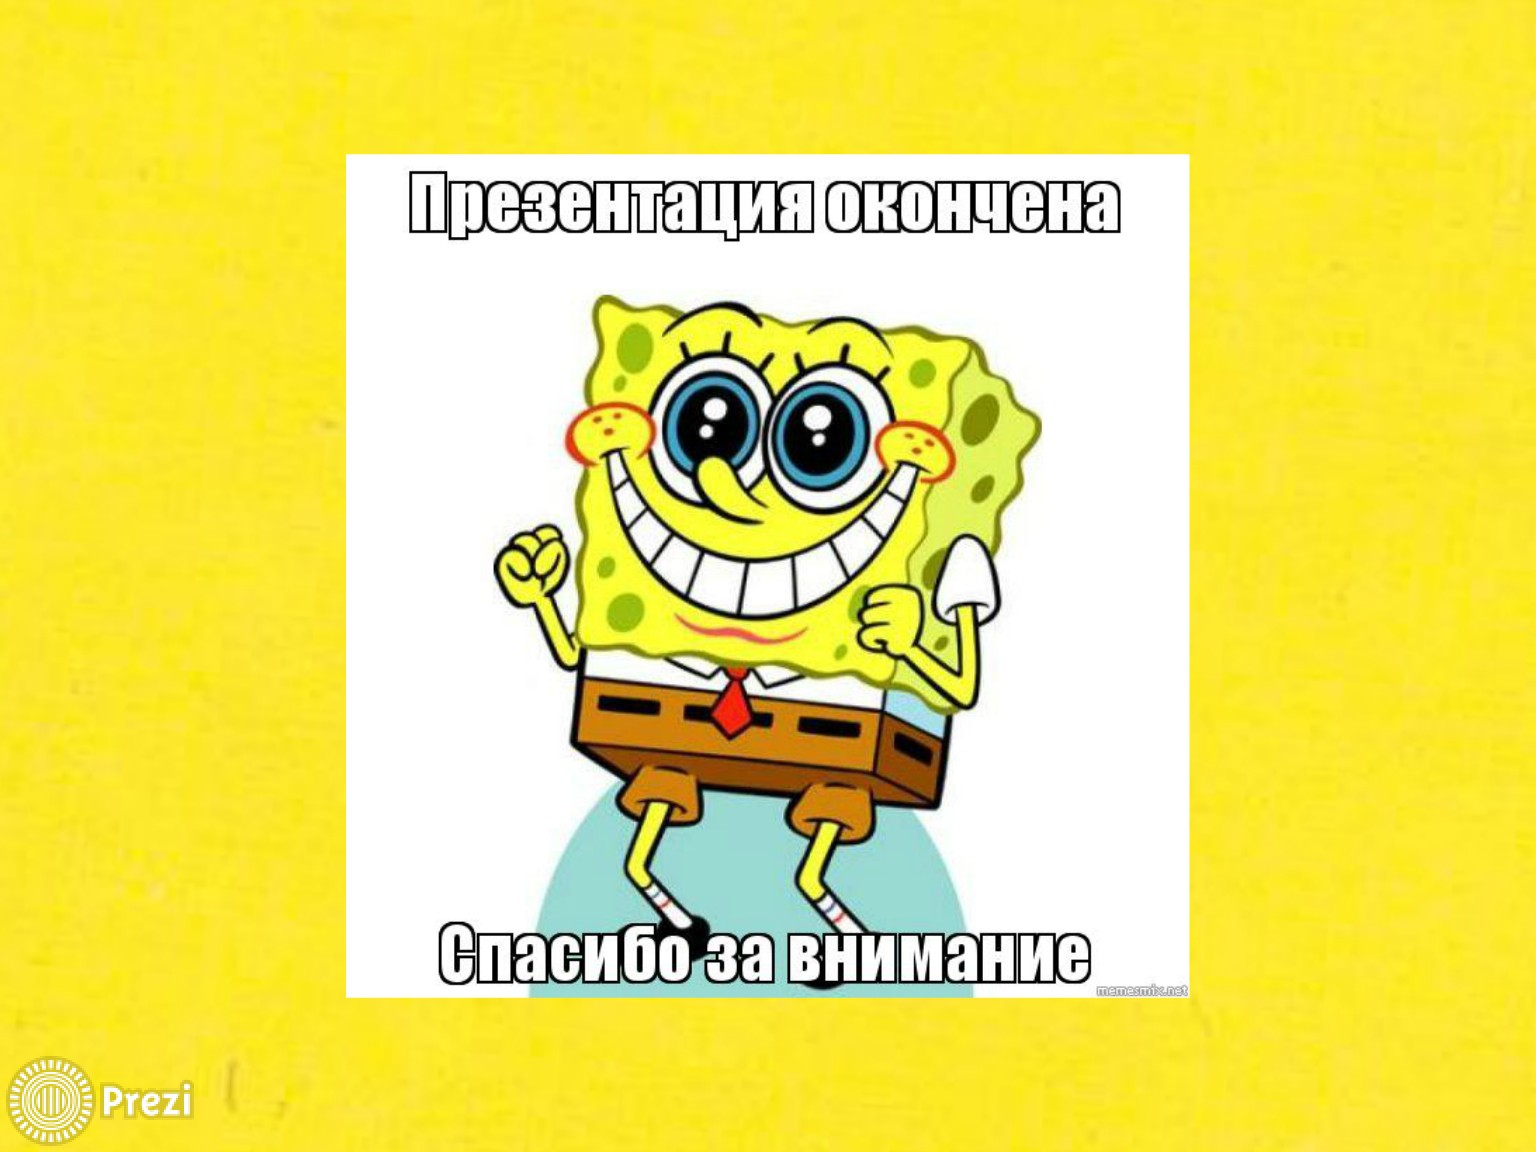 Презентация окончена
Спасибо за внимание
memesmix.net
Prezi